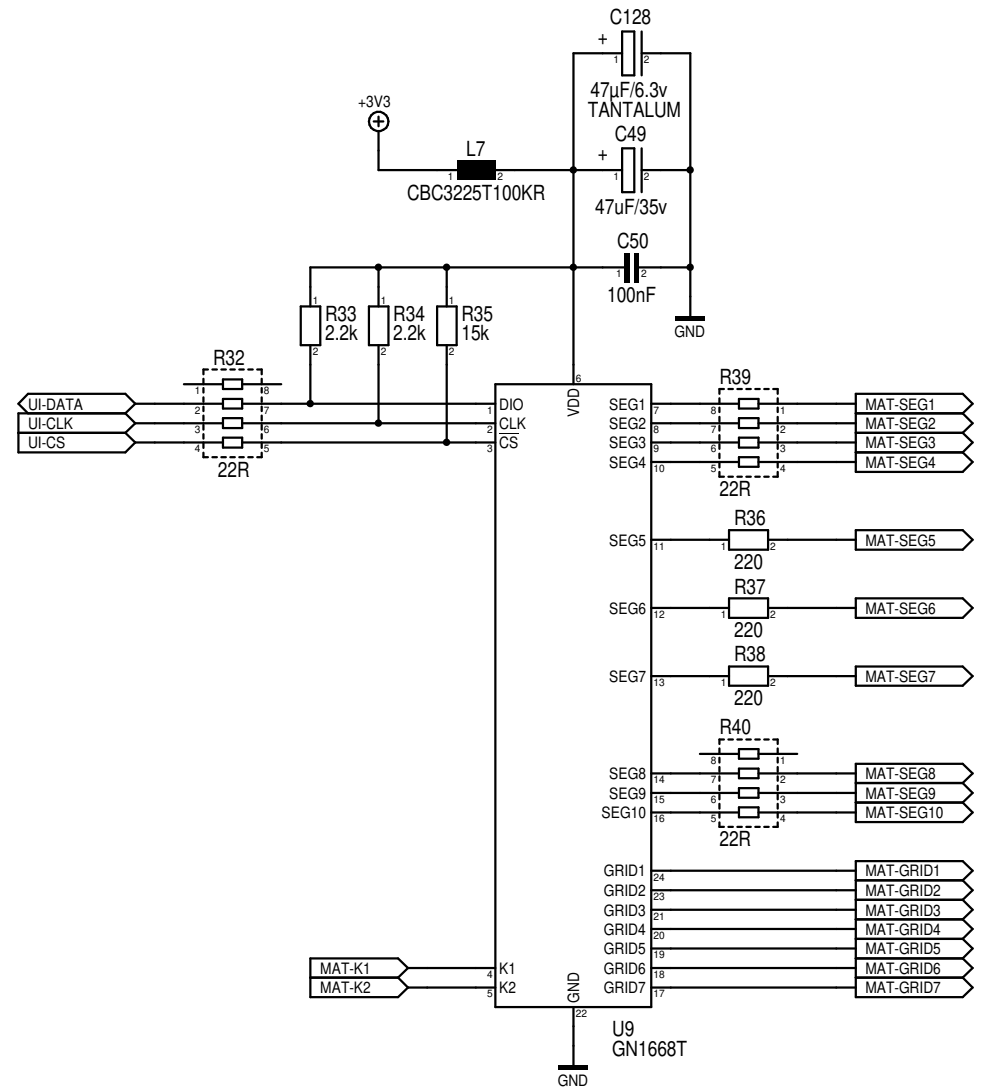 C128
+
1 2
47µF/6.3v
TANTALUM
+3V3
L7
1 2
CBC3225T100KR
C49
+
1 2
47uF/35v
C50
1 2
100nF
GND
1 1 1
R33 R34 R35
2.2k 2.2k 15k
2 2 2
R32
1 8
UI-DATA 2 7 1 DIO
UI-CLK 3 6 2 CLK
UI-CS 4 5 3 CS
22R
6
VDD
R39
SEG1 7 8 1 MAT-SEG1
SEG2 8 7 2 MAT-SEG2
SEG3 9 6 3 MAT-SEG3
SEG4 10 5 4 MAT-SEG4
22R
R36
SEG5 11 1 2 MAT-SEG5
220
R37
SEG6 12 1 2 MAT-SEG6
220
R38
SEG7 13 1 2 MAT-SEG7
220
R40
8 1
SEG8 14 7 2 MAT-SEG8
SEG9 15 6 3 MAT-SEG9
SEG10 16 5 4 MAT-SEG10
22R
GRID1 24 MAT-GRID1
GRID2 23 MAT-GRID2
GRID3 21 MAT-GRID3
GRID4 20 MAT-GRID4
GRID5 19 MAT-GRID5
MAT-K1 4 K1 GRID6 18 MAT-GRID6
MAT-K2 5 K2 GRID7 17 MAT-GRID7
GND
22
U9
GN1668T
GND